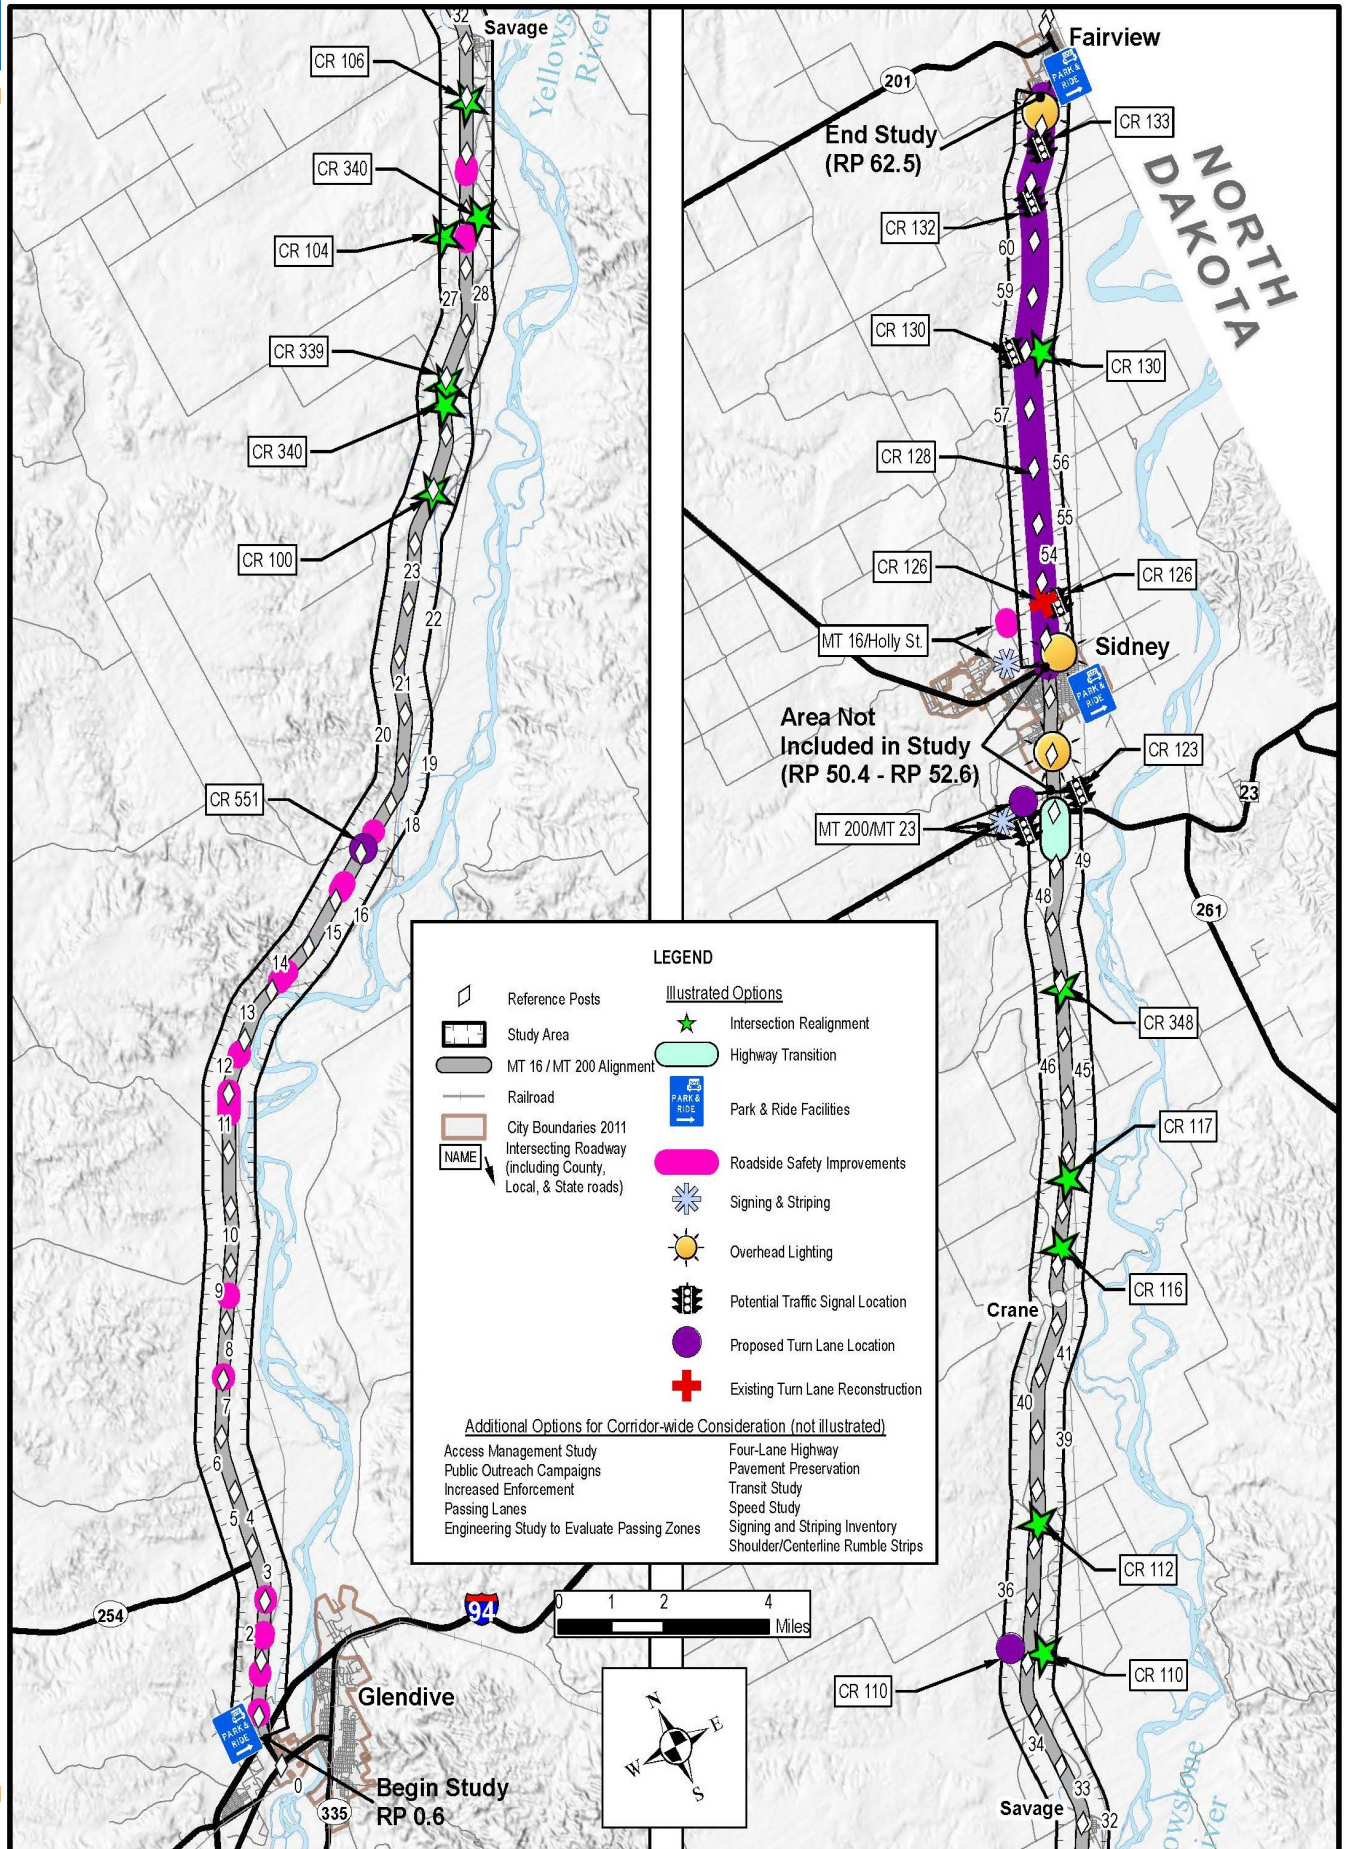 32
Savage
Yellows
River
CR 106
CR 340
CR 104
27
28
CR 339
CR 340
CR 100
23
22
21
20
19
CR 551
18
16
15
14
13
12
11
10
9
8
7
6
5
4
3
254
2
PARK &
RIDE
0
Glendive
Begin Study
RP 0.6
335
94
Fairview
PARK &
RIDE
201
End Study
(RP 62.5)
CR 133
NORTH
DAKOTA
CR 132
60
59
CR 130
CR 130
57
CR 128
56
55
54
CR 126
CR 126
MT 16/Holly St.
Sidney
PARK &
RIDE
Area Not
Included in Study
(RP 50.4 - RP 52.6)
CR 123
23
MT 200/MT 23
49
48
261
CR 348
46
45
CR 117
CR 116
Crane
41
40
39
CR 112
36
CR 110
CR 110
34
33
Savage
32
owstone
iver
LEGEND
Reference Posts
Study Area
MT 16 / MT 200 Alignment
Railroad
City Boundaries 2011
NAME
Intersecting Roadway
(including County,
Local, & State roads)
Illustrated Options
Intersection Realignment
Highway Transition
PARK &
RIDE
Park & Ride Facilities
Roadside Safety Improvements
Signing & Striping
Overhead Lighting
Potential Traffic Signal Location
Proposed Turn Lane Location
Existing Turn Lane Reconstruction
Additional Options for Corridor-wide Consideration (not illustrated)
Access Management Study
Public Outreach Campaigns
Increased Enforcement
Passing Lanes
Engineering Study to Evaluate Passing Zones
Four-Lane Highway
Pavement Preservation
Transit Study
Speed Study
Signing and Striping Inventory
Shoulder/Centerline Rumble Strips
0 1 2 4
Miles
N
E
W
S